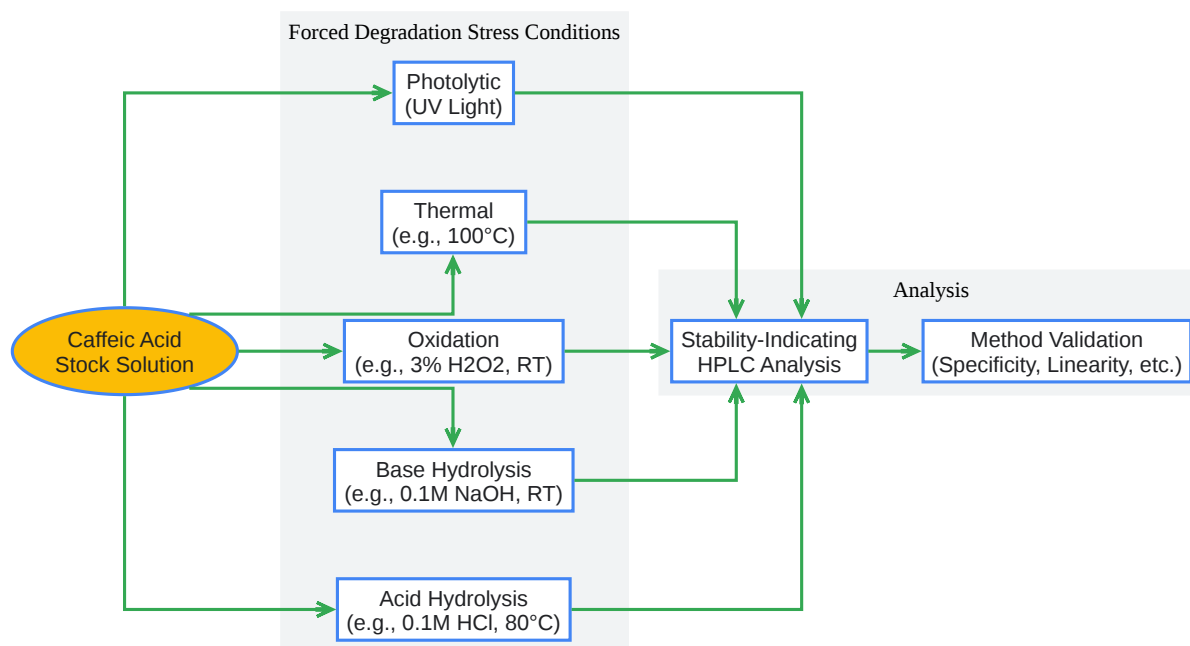 Forced Degradation Stress Conditions
Photolytic
(UV Light)
Thermal
(e.g., 100°C)
Analysis
Caffeic Acid
Stock Solution
Oxidation
(e.g., 3% H2O2, RT)
Stability-Indicating
HPLC Analysis
Method Validation
(Specificity, Linearity, etc.)
Base Hydrolysis
(e.g., 0.1M NaOH, RT)
Acid Hydrolysis
(e.g., 0.1M HCl, 80°C)